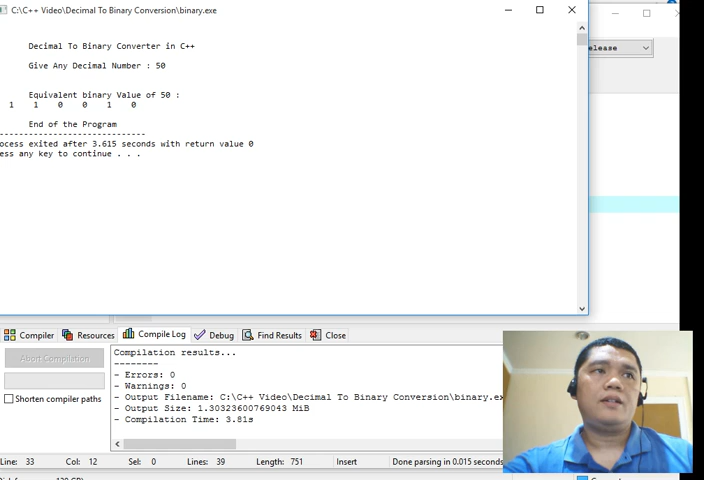 C:\C++ Video\Decimal To Binary Conversion\binary.exe
Decimal To Binary Converter in C++
Give Any Decimal Number : 50
Equivalent binary Value of 50 :
1 1 0 0 1 0
End of the Program
--------------------------------
ocess exited after 3.615 seconds with return value 0
ess any key to continue . . .
elease
Compiler Resources Compile Log Debug Find Results Close
Abort Compilation
Shorten compiler paths
Compilation results...
--------
- Errors: 0
- Warnings: 0
- Output Filename: C:\C++ Video\Decimal To Binary Conversion\binary.ex
- Output Size: 1.30323600769043 MiB
- Compilation Time: 3.81s
Line: 33 Col: 12 Sel: 0 Lines: 39 Length: 751 Insert Done parsing in 0.015 seconds